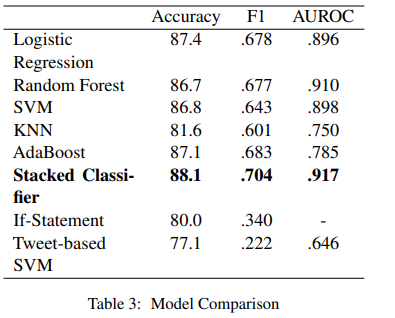 Accuracy F1 AUROC
Logistic 87.4 .678 .896
Regression
Random Forest 86.7 .677 .910
SVM 86.8 .643 .898
KNN 81.6 .601 .750
AdaBoost 87.1 .683 .785
Stacked Classi- 88.1 .704 .917
fier
If-Statement 80.0 .340 -
Tweet-based 77.1 .222 .646
SVM
Table 3: Model Comparison